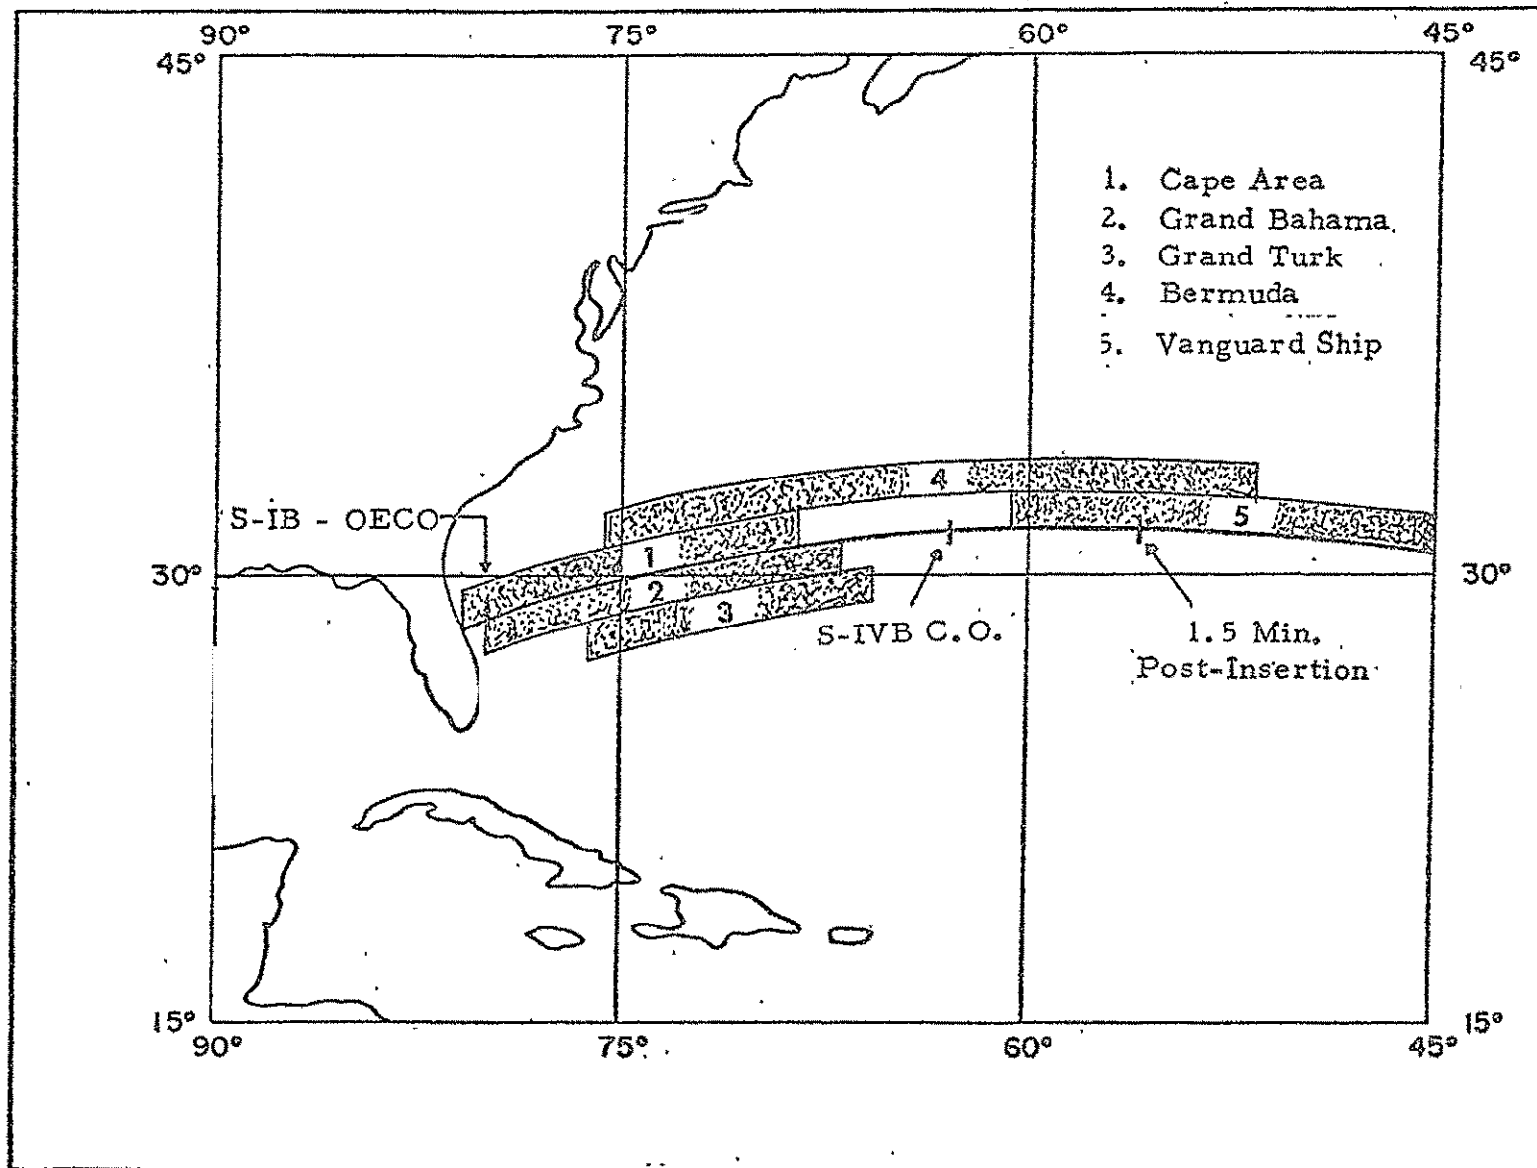 90° 75° 60° 45°
45° 45°
1. Cape Area
2. Grand Bahama
3. Grand Turk
4. Bermuda
5. Vanguard Ship
4
S-IB - OECO
5
1
30° 30°
2
3
S-IVB C.O.
1.5 Min.
Post-Insertion
15° 15°
90° 75° 60° 45°